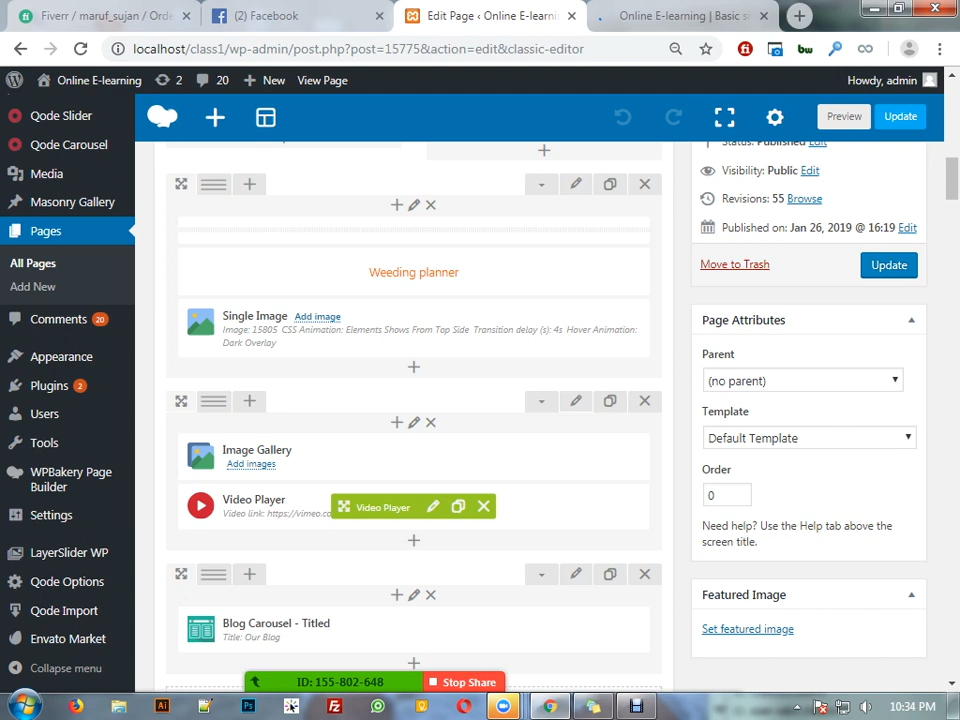 Fiverr / maruf_sujan / Orde
(2) Facebook
Edit Page ‹ Online E-learni
Online E-learning | Basic s
localhost/class1/wp-admin/post.php?post=15775&action=edit&classic-editor
bw
Online E-learning
2
20
New
View Page
Howdy, admin
Qode Slider
Qode Carousel
Media
Masonry Gallery
Pages
All Pages
Add New
Comments 20
Appearance
Plugins 2
Users
Tools
WPBakery Page
Builder
Settings
LayerSlider WP
Qode Options
Qode Import
Envato Market
Collapse menu
Preview
Update
Weeding planner
Single Image Add image
Image: 15805 CSS Animation: Elements Shows From Top Side Transition delay (s): 4s Hover Animation:
Dark Overlay
Image Gallery
Add images
Video Player
Video link: https://vimeo.co
Video Player
Blog Carousel - Titled
Title: Our Blog
Status: Published Edit
Visibility: Public Edit
Revisions: 55 Browse
Published on: Jan 26, 2019 @ 16:19 Edit
Move to Trash
Update
Page Attributes
Parent
(no parent)
Template
Default Template
Order
0
Need help? Use the Help tab above the
screen title.
Featured Image
Set featured image
ID: 155-802-648
Stop Share
10:34 PM